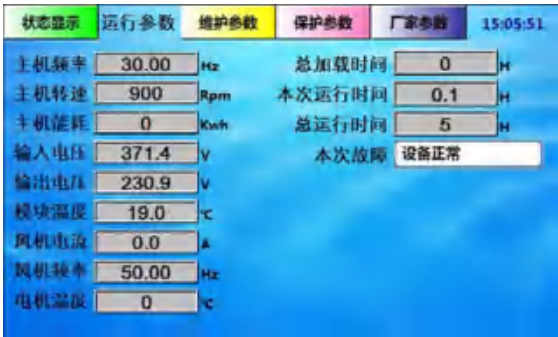 状态显示 运行参数 维护参数 保护参数 厂家参数 15:05:51
主机频率 30.00 Hz 总加载时间 0 H
主机转速 900 Rpm 本次运行时间 0.1 H
主机能耗 0 Kwh 总运行时间 5 H
输入电压 371.4 V 本次故障 设备正常
输出电压 230.9 V
模块温度 19.0 ℃
风机电流 0.0 A
风机频率 50.00 Hz
电机温度 0 ℃